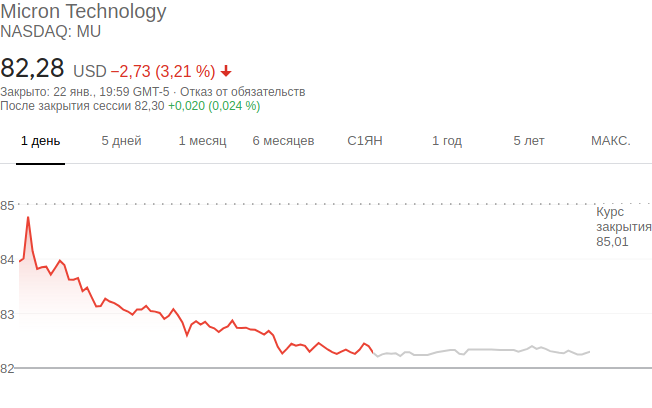 Micron Technology
NASDAQ: MU
82,28 USD −2,73 (3,21 %)
Закрыто: 22 янв., 19:59 GMT-5 · Отказ от обязательств
После закрытия сессии 82,30 +0,020 (0,024 %)
1 день 5 дней 1 месяц 6 месяцев С1ЯН 1 год 5 лет МАКС.
85
Курс
закрытия
85,01
84
83
82